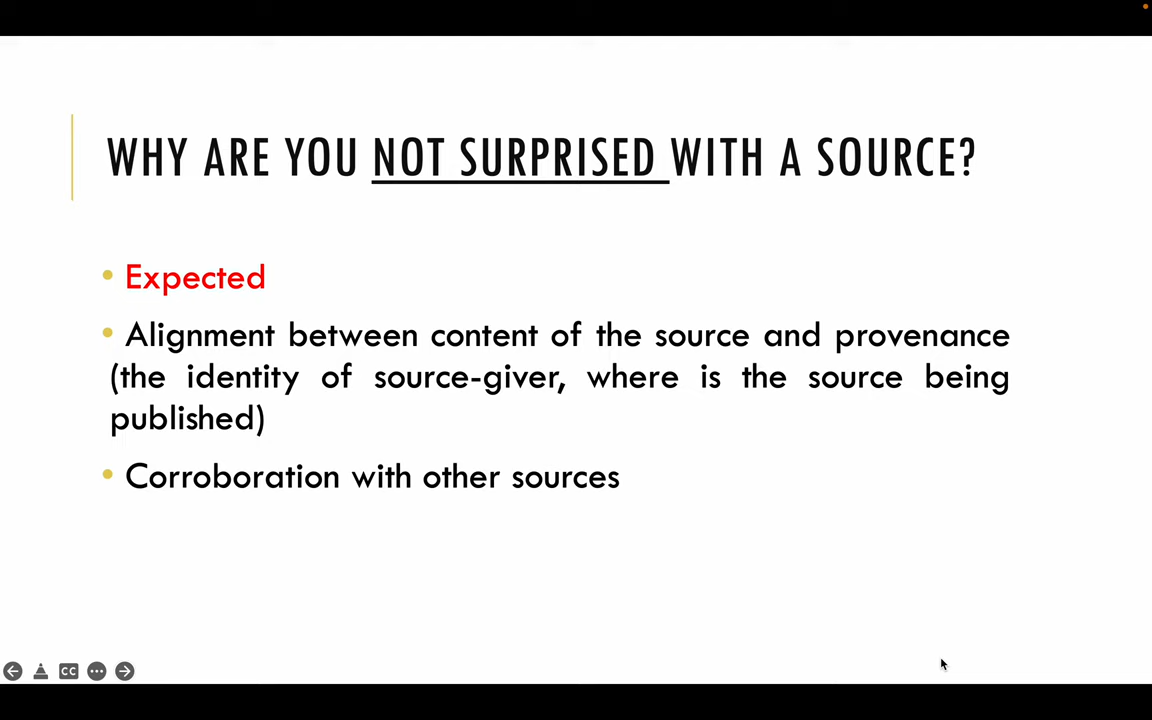 WHY ARE YOU NOT SURPRISED WITH A SOURCE?
• Expected
• Alignment between content of the source and provenance
(the identity of source-giver, where is the source being
published)
• Corroboration with other sources
CC